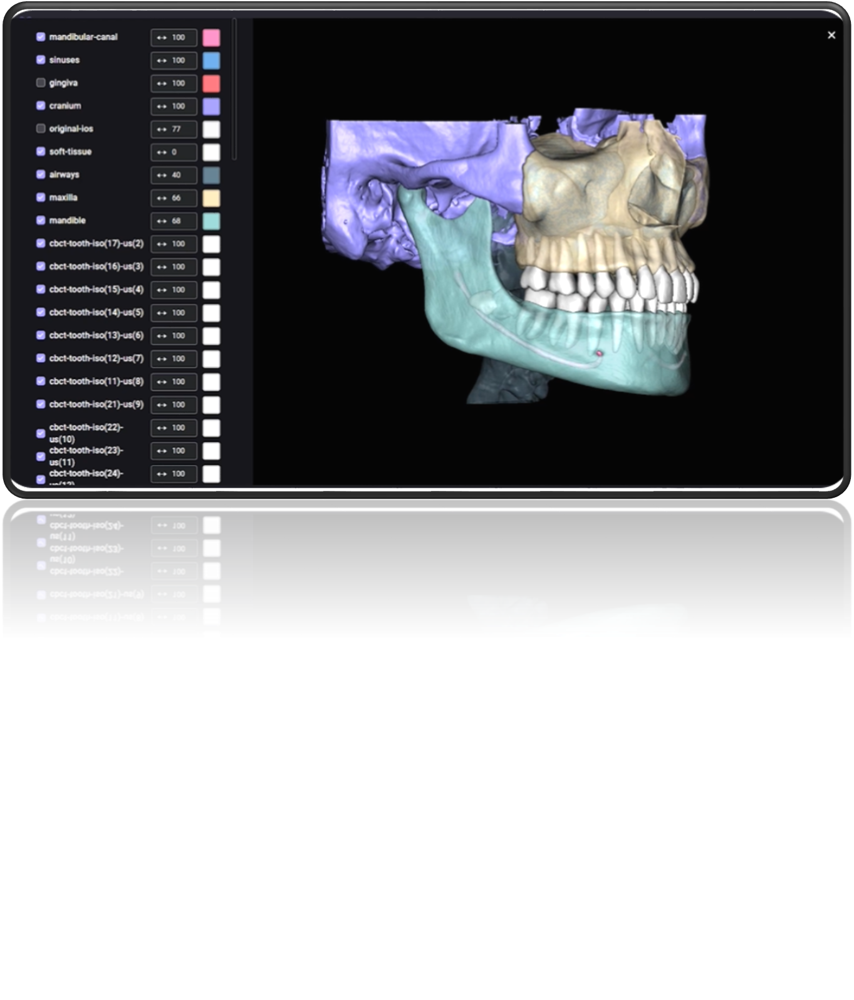 mandibular-canal ↔ 100
sinuses ↔ 100
gingiva ↔ 100
cranium ↔ 100
original-ios ↔ 77
soft-tissue ↔ 0
airways ↔ 40
maxilla ↔ 66
mandible ↔ 68
cbct-tooth-iso(17)-us(2) ↔ 100
cbct-tooth-iso(16)-us(3) ↔ 100
cbct-tooth-iso(15)-us(4) ↔ 100
cbct-tooth-iso(14)-us(5) ↔ 100
cbct-tooth-iso(13)-us(6) ↔ 100
cbct-tooth-iso(12)-us(7) ↔ 100
cbct-tooth-iso(11)-us(8) ↔ 100
cbct-tooth-iso(21)-us(9) ↔ 100
cbct-tooth-iso(22)- ↔ 100
us(10)
cbct-tooth-iso(23)- ↔ 100
us(11)
cbct-tooth-iso(24)- ↔ 100